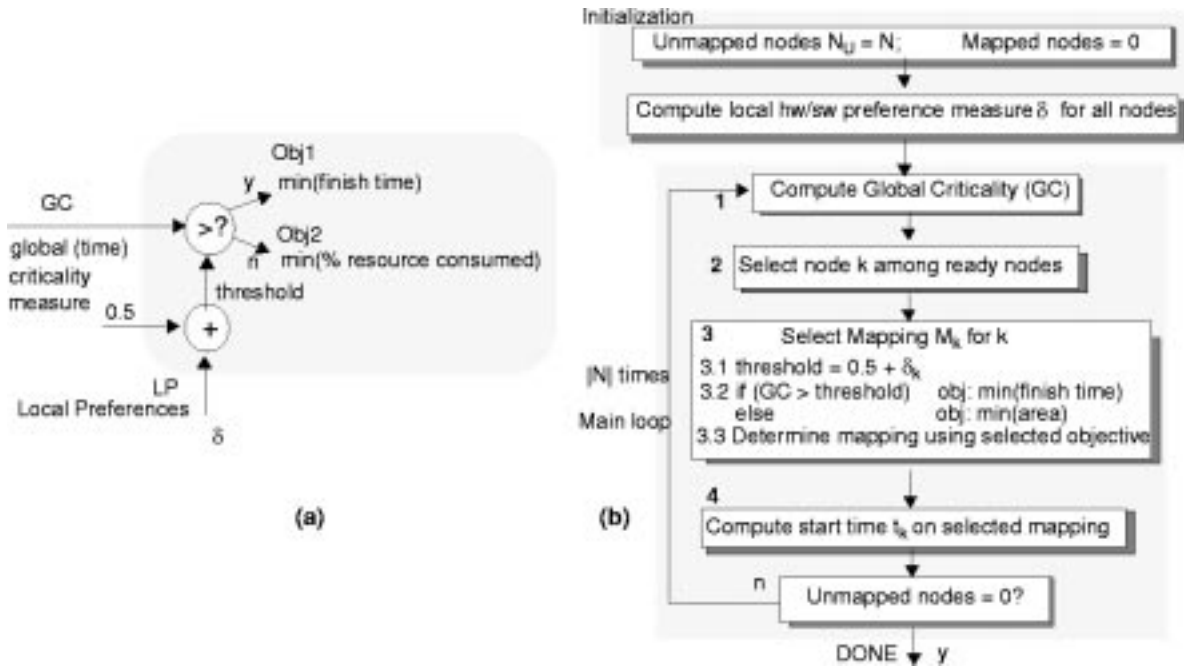 Obj1
y
min(finish time)
GC
>?
global (time)
criticality
measure
Obj2
n
min(% resource consumed)
threshold
0.5
+
LP
Local Preferences
δ
(a)
Initialization
Unmapped nodes N_U = N; Mapped nodes = 0
Compute local hw/sw preference measure δ for all nodes
1
Compute Global Criticality (GC)
2
Select node k among ready nodes
3
Select Mapping M_k for k
3.1 threshold = 0.5 + δ_k
3.2 if (GC > threshold) obj: min(finish time)
else obj: min(area)
3.3 Determine mapping using selected objective
|N| times
Main loop
4
Compute start time t_k on selected mapping
n
Unmapped nodes = 0?
DONE
y
(b)